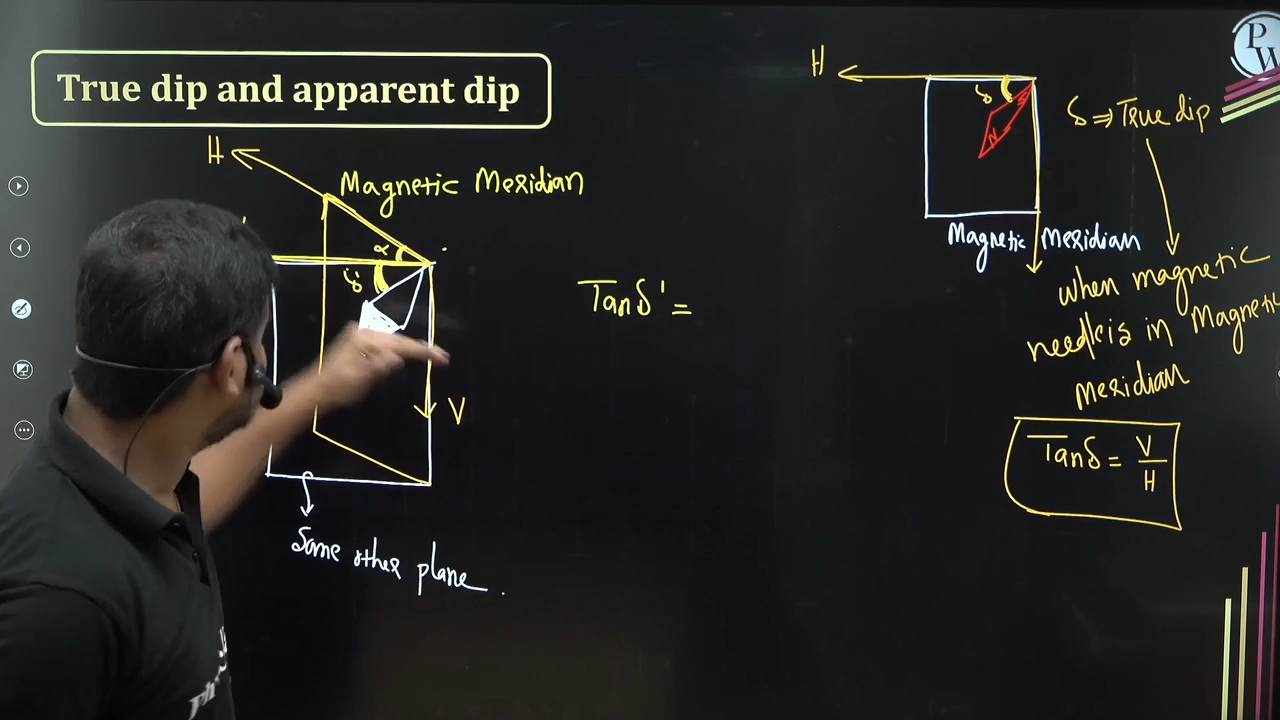 True dip and apparent dip
H
Magnetic Meridian
α
δ'
V
Some other plane.
Tanδ' =
H
δ
N
Magnetic Meridian
δ ⇒ True dip
when magnetic
needle is in Magnetic
meridian
Tanδ = V/H
P
W